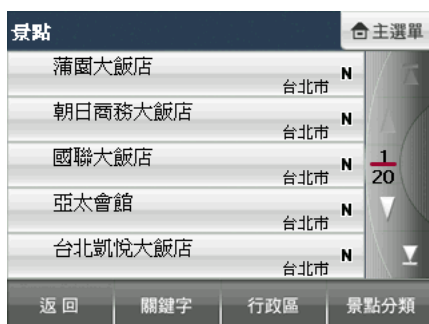 景點
主選單
蒲園大飯店
台北市
N
朝日商務大飯店
台北市
N
國聯大飯店
台北市
N
1
20
亞太會館
台北市
N
台北凱悅大飯店
台北市
N
返回
關鍵字
行政區
景點分類